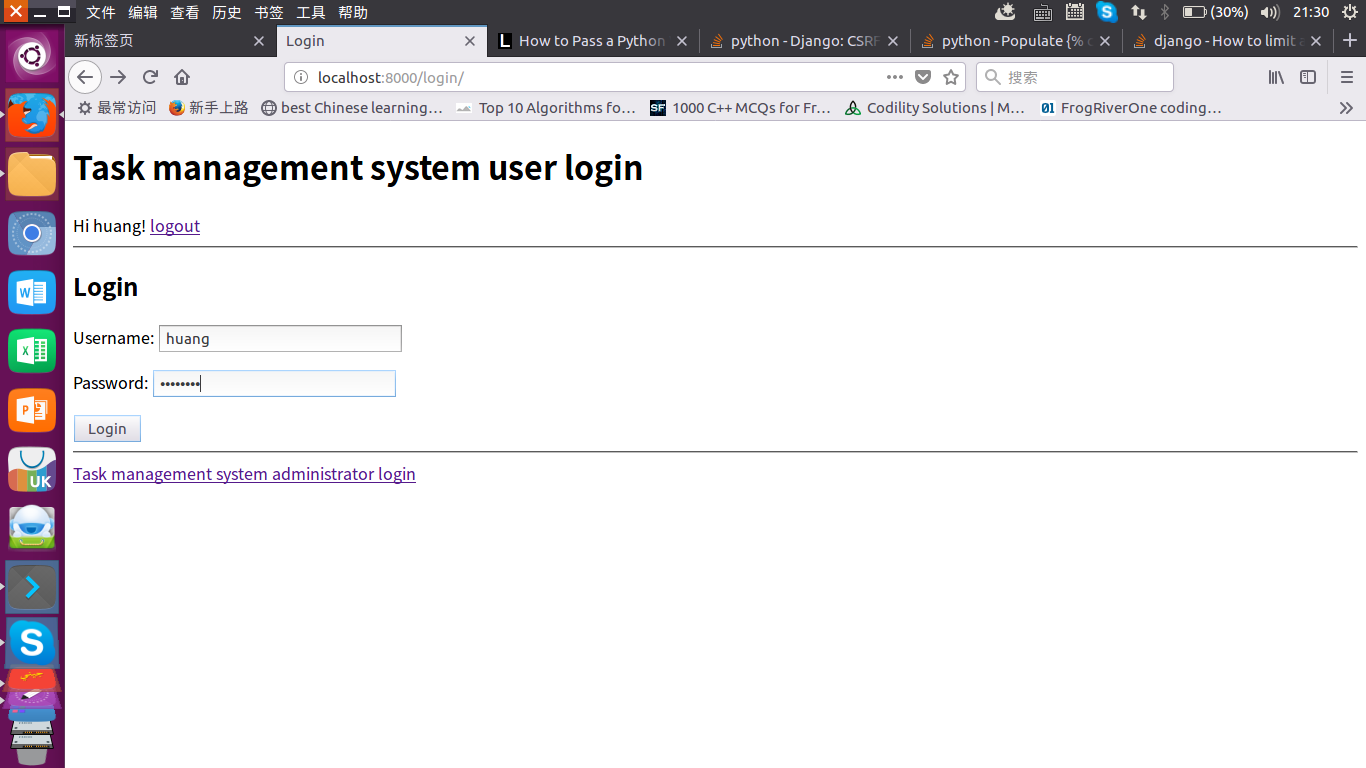 文件 编辑 查看 历史 书签 工具 帮助 (30%) 21:30
新标签页 Login How to Pass a Python python - Django: CSRF python - Populate {% django - How to limit
localhost:8000/login/ 搜索
最常访问 新手上路 best Chinese learning… Top 10 Algorithms fo… SF 1000 C++ MCQs for Fr… Codility Solutions | M… 01 FrogRiverOne coding…
Task management system user login
Hi huang! logout
Login
Username: huang
Password: ••••••••
Login
Task management system administrator login
W
X
P
UK
S